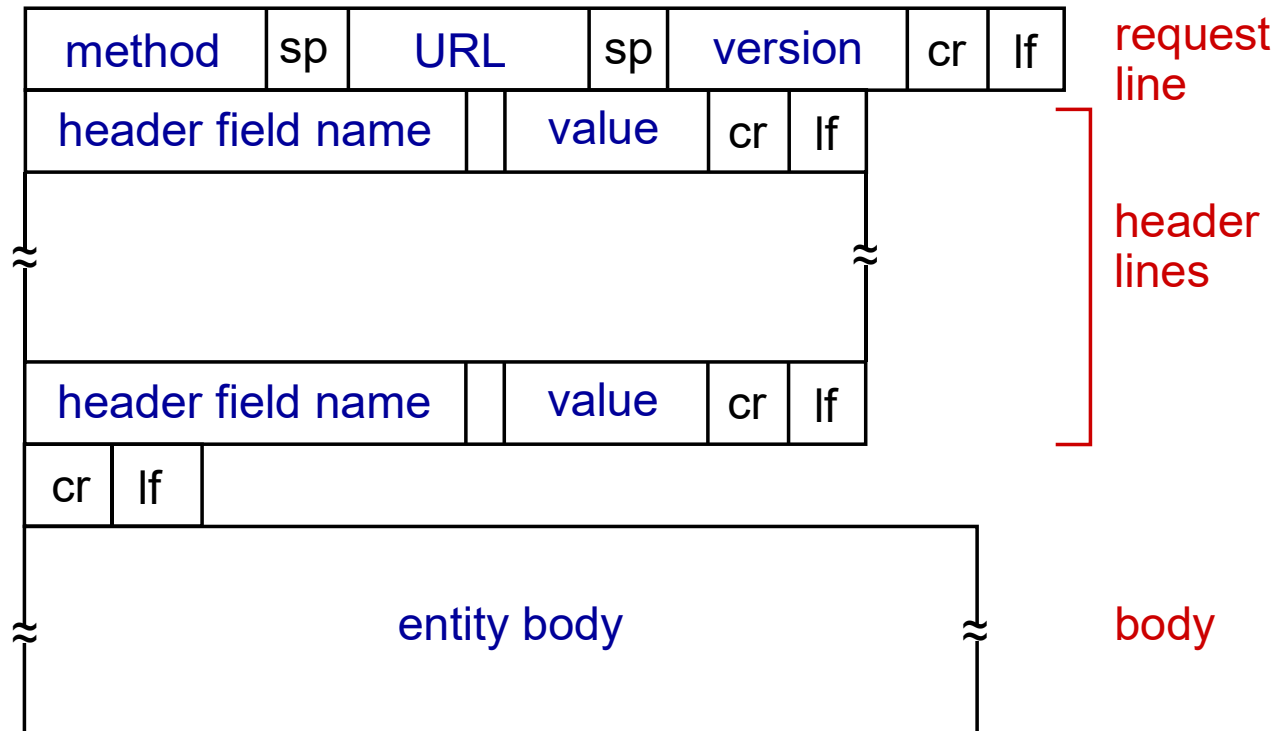 method sp URL sp version cr lf request
line
header field name value cr lf
header
lines
header field name value cr lf
cr lf
entity body body